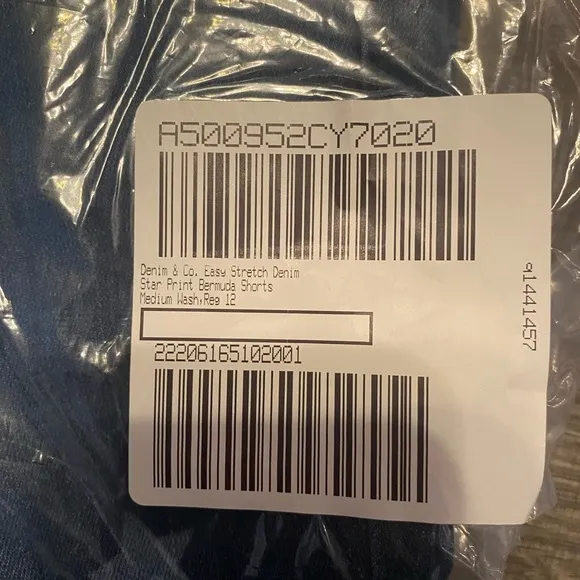 A500952CY7020
Denim & Co. Easy Stretch Denim
Star Print Bermuda Shorts
Medium Wash,Reg 12
22206165102001
91441457